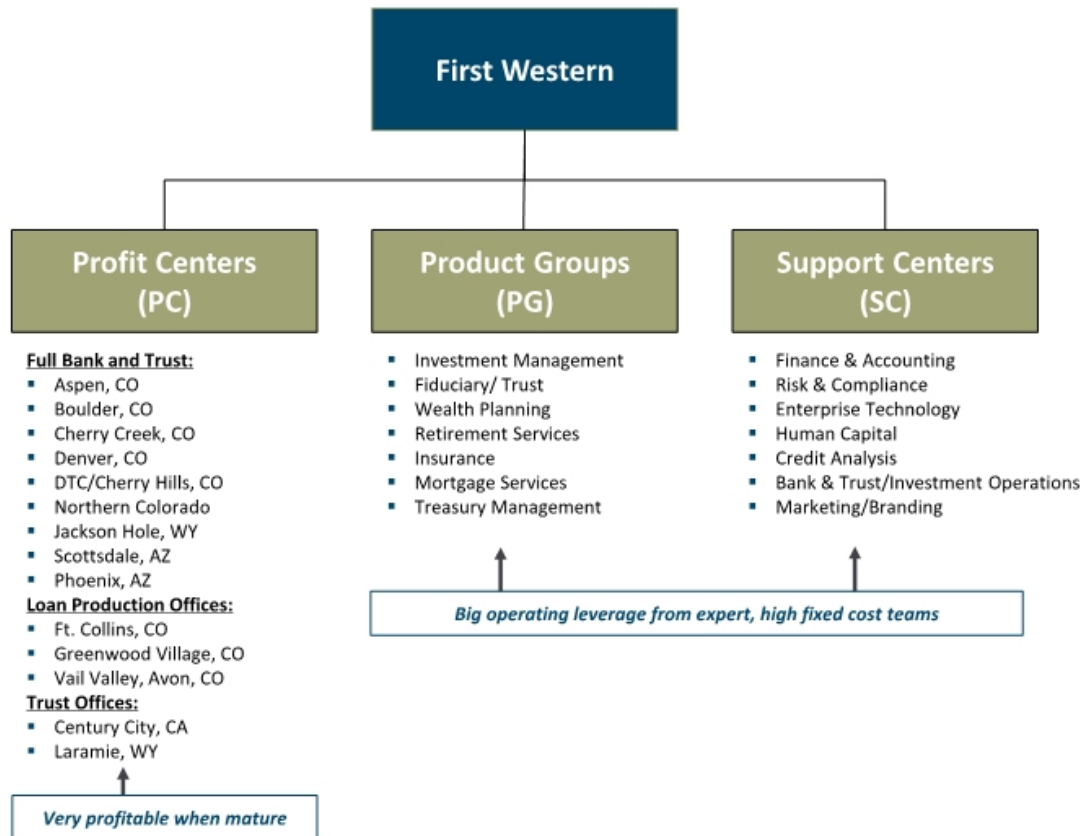 First Western
Profit Centers
(PC)
Full Bank and Trust:
▪ Aspen, CO
▪ Boulder, CO
▪ Cherry Creek, CO
▪ Denver, CO
▪ DTC/Cherry Hills, CO
▪ Northern Colorado
▪ Jackson Hole, WY
▪ Scottsdale, AZ
▪ Phoenix, AZ
Loan Production Offices:
▪ Ft. Collins, CO
▪ Greenwood Village, CO
▪ Vail Valley, Avon, CO
Trust Offices:
▪ Century City, CA
▪ Laramie, WY
Very profitable when mature
Product Groups
(PG)
▪ Investment Management
▪ Fiduciary/ Trust
▪ Wealth Planning
▪ Retirement Services
▪ Insurance
▪ Mortgage Services
▪ Treasury Management
Support Centers
(SC)
▪ Finance & Accounting
▪ Risk & Compliance
▪ Enterprise Technology
▪ Human Capital
▪ Credit Analysis
▪ Bank & Trust/Investment Operations
▪ Marketing/Branding
Big operating leverage from expert, high fixed cost teams